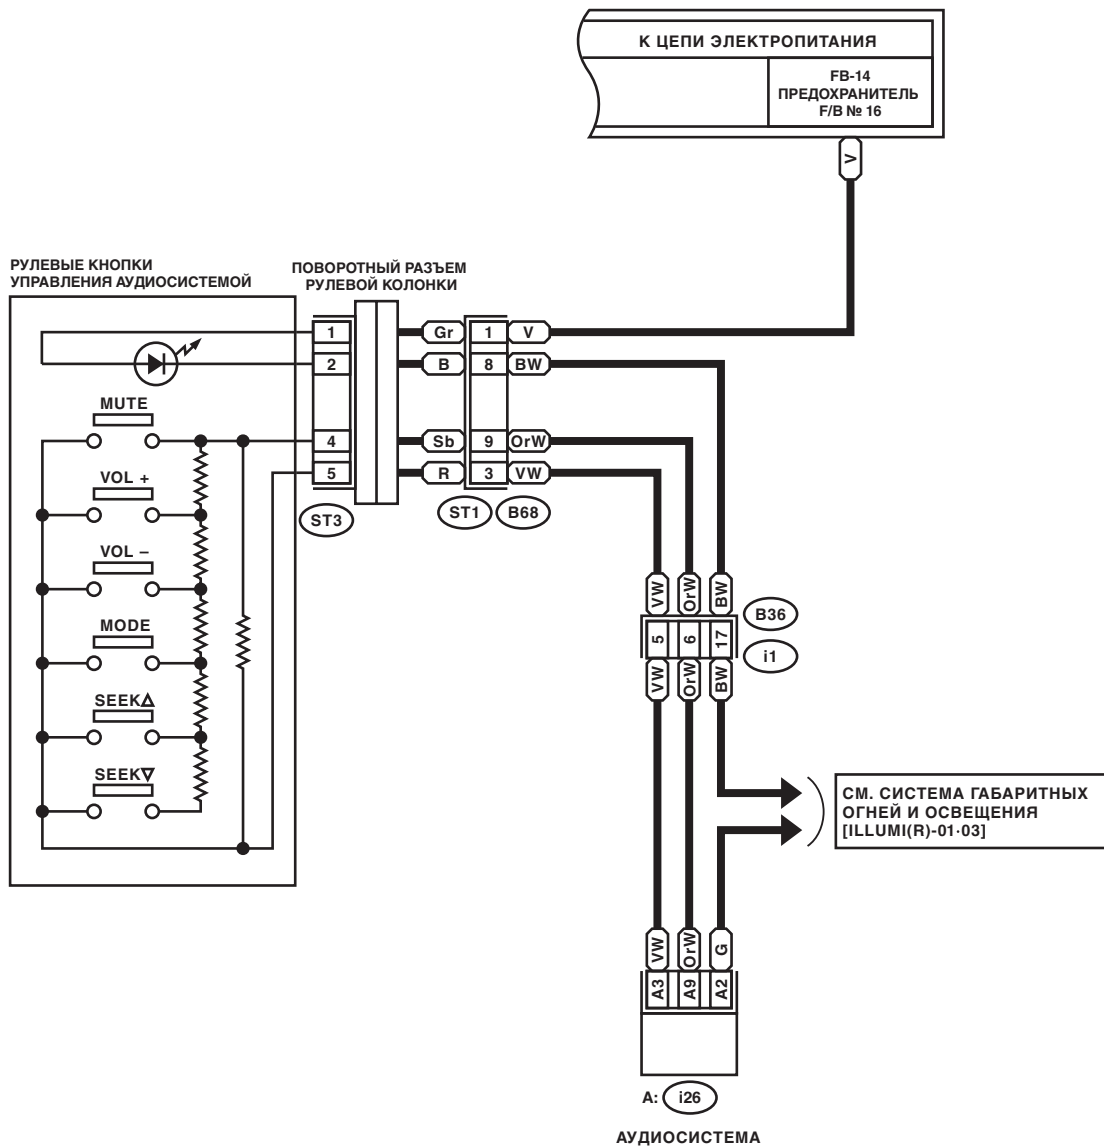 К ЦЕПИ ЭЛЕКТРОПИТАНИЯ
FB-14
ПРЕДОХРАНИТЕЛЬ
F/B № 16
V
РУЛЕВЫЕ КНОПКИ
УПРАВЛЕНИЯ АУДИОСИСТЕМОЙ
ПОВОРОТНЫЙ РАЗЪЕМ
РУЛЕВОЙ КОЛОНКИ
1 Gr 1 V
2 B 8 BW
MUTE
4 Sb 9 OrW
5 R 3 VW
VOL +
ST3 ST1 B68
VOL –
MODE
SEEK△
SEEK▽
VW OrW BW
5 6 17
VW OrW BW
B36
i1
СМ. СИСТЕМА ГАБАРИТНЫХ
ОГНЕЙ И ОСВЕЩЕНИЯ
[ILLUMI(R)-01·03]
VW OrW G
A3 A9 A2
A: i26
АУДИОСИСТЕМА